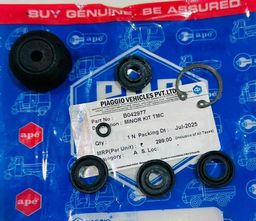 BUY GENUINE. BE ASSURED
ape
PIAGGIO VEHICLES PVT.LTD.
Part No. : B042977
Description : MINOR KIT TMC
Qty : 1 N. Packing Dt : Jul-2025
MRP(Per Unit) : ₹ 299.00 (Inclusive of All Taxes)
Category : A S. Loc.
ape
ape